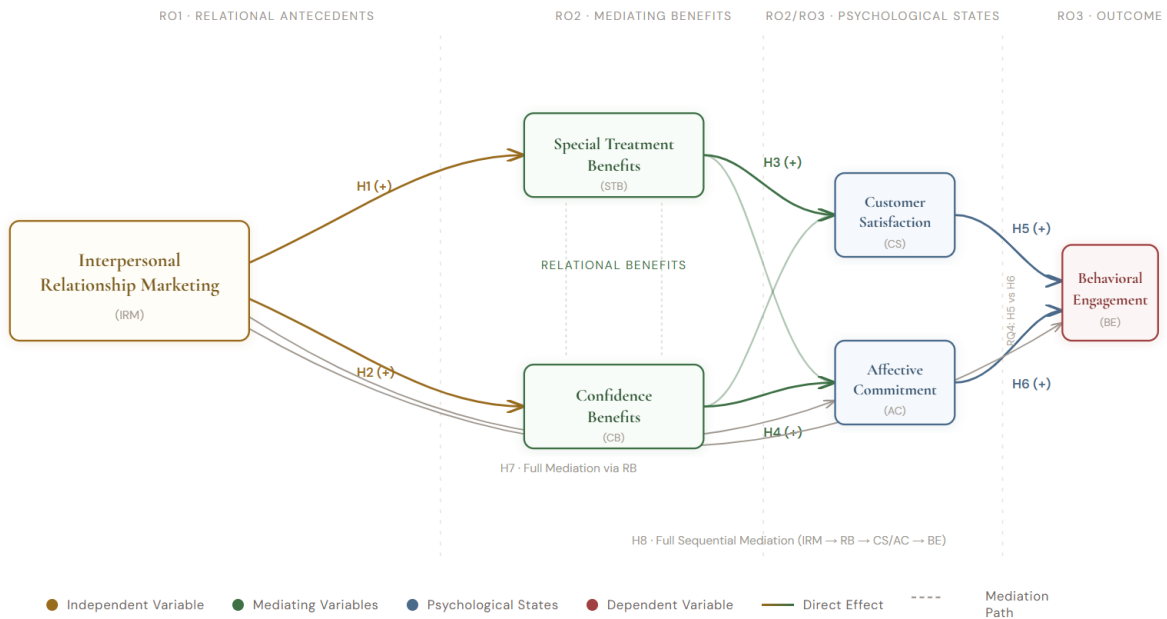 RO1 · RELATIONAL ANTECEDENTS
RO2 · MEDIATING BENEFITS
RO2/RO3 · PSYCHOLOGICAL STATES
RO3 · OUTCOME
Special Treatment
Benefits
(STB)
H3 (+)
H1 (+)
Customer
Satisfaction
(CS)
H5 (+)
Interpersonal
Relationship Marketing
(IRM)
RELATIONAL BENEFITS
RQ4: H5 vs H6
Behavioral
Engagement
(BE)
H2 (+)
Confidence
Benefits
(CB)
Affective
Commitment
(AC)
H6 (+)
H4 (+)
H7 · Full Mediation via RB
H8 · Full Sequential Mediation (IRM → RB → CS/AC → BE)
Independent Variable
Mediating Variables
Psychological States
Dependent Variable
Direct Effect
Mediation
Path